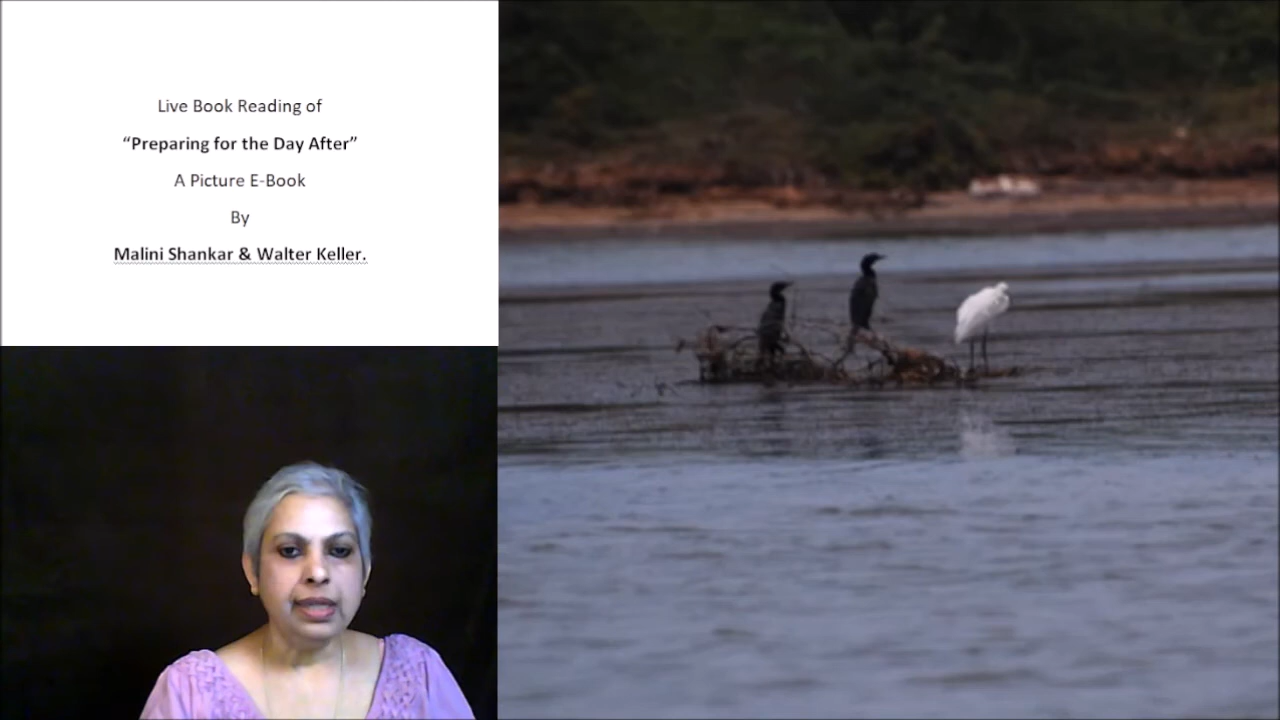 Live Book Reading of
“Preparing for the Day After”
A Picture E-Book
By
Malini Shankar & Walter Keller.